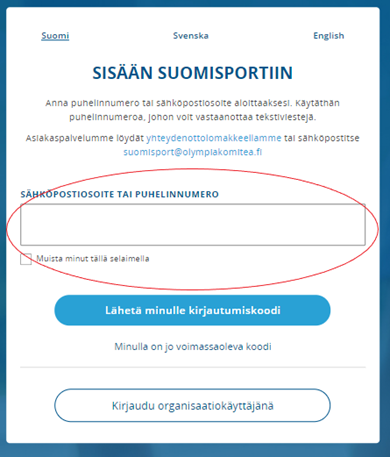 Suomi Svenska English
SISÄÄN SUOMISPORTIIN
Anna puhelinnumero tai sähköpostiosoite aloittaaksesi. Käytäthän
puhelinnumeroa, johon voit vastaanottaa tekstiviestejä.
Asiakaspalvelumme löydät yhteydenottolomakkeellamme tai sähköpostitse
suomisport@olympiakomitea.fi
SÄHKÖPOSTIOSOITE TAI PUHELINNUMERO
Muista minut tällä selaimella
Lähetä minulle kirjautumiskoodi
Minulla on jo voimassaoleva koodi
Kirjaudu organisaatiokäyttäjänä